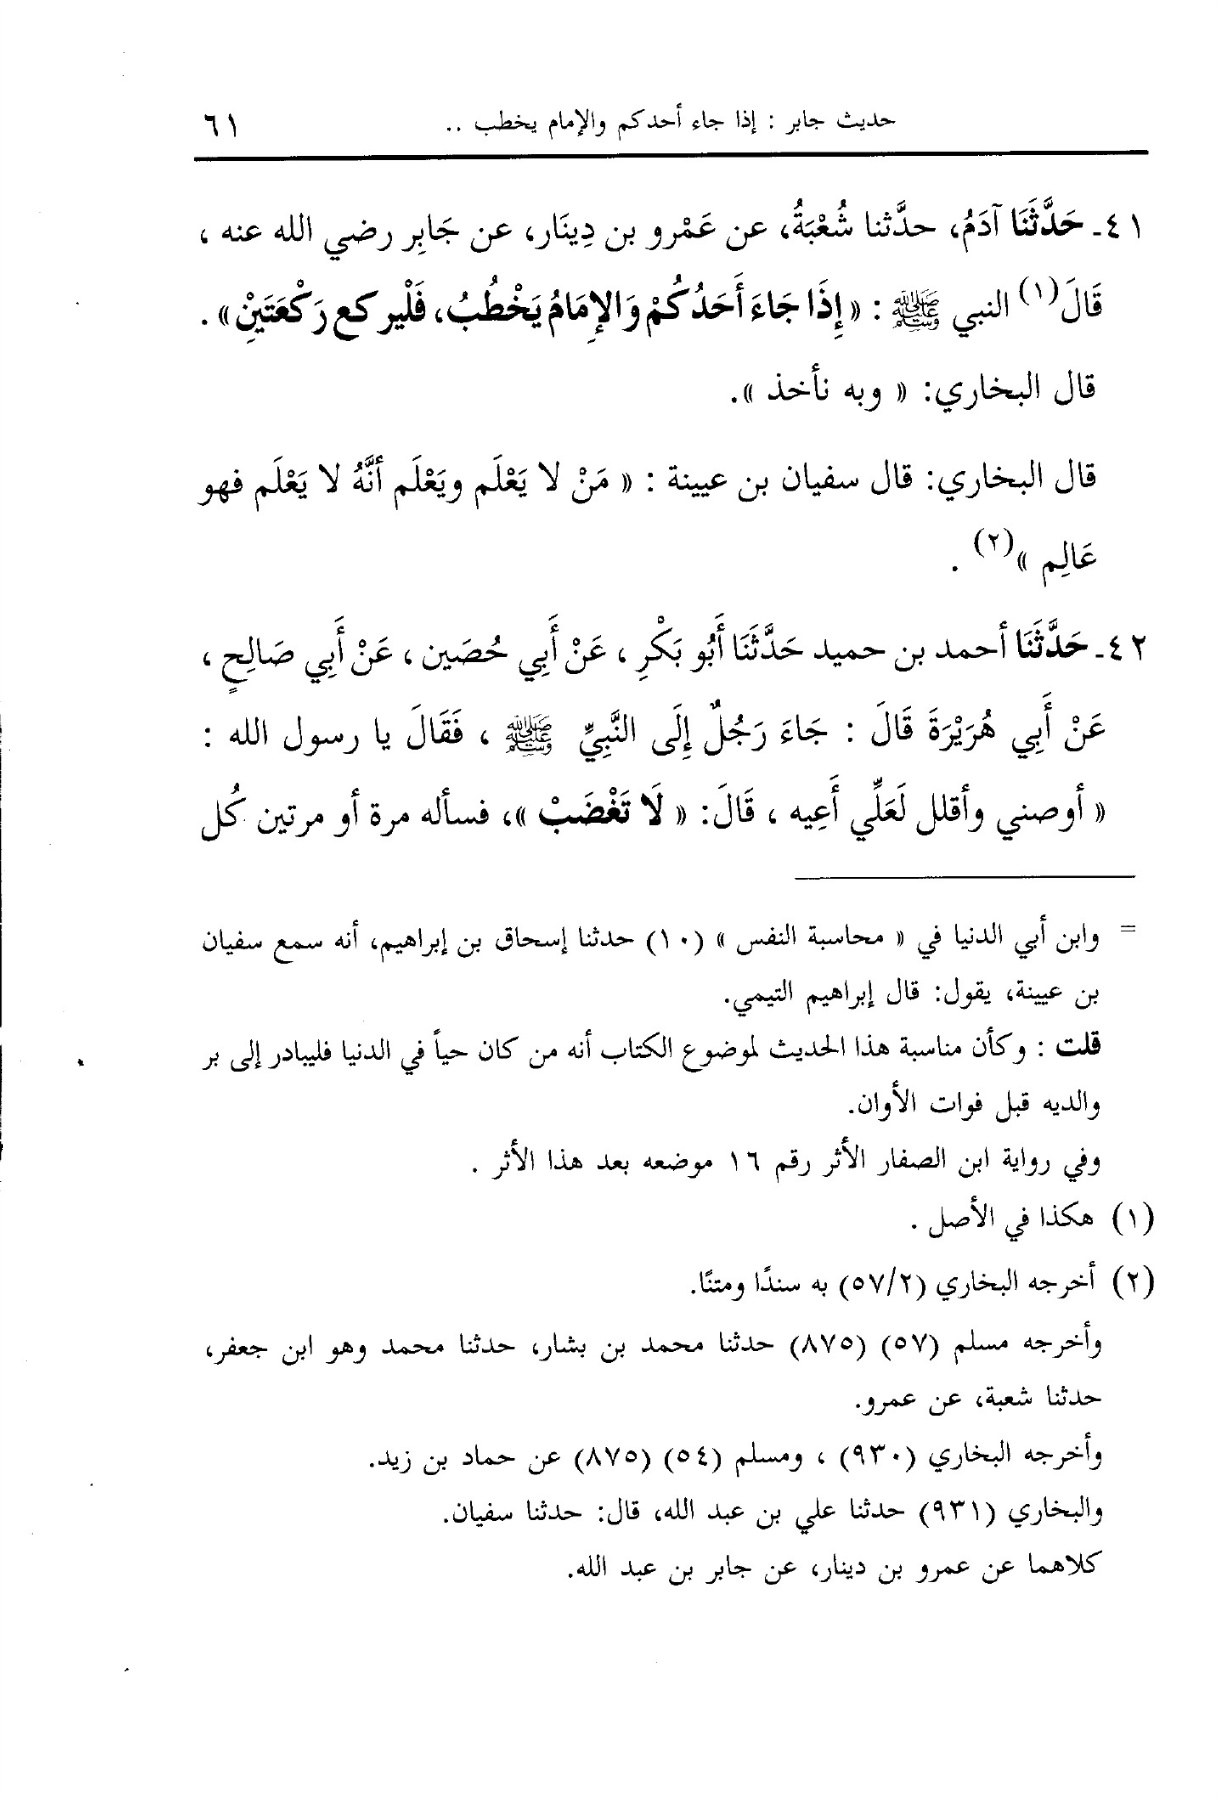 حديث جابر : إذا جاء أحدكم والإمام يخطب .. ٦١
٤١ـ حَدَّثَنَا آدَمُ، حدَّثنا شُعْبَةُ، عن عَمْرو بن دِينَار، عن جَابِر رضي الله عنه ،
قَالَ(١) النبي ﷺ : « إِذَا جَاءَ أَحَدُكُمْ وَالإِمَامُ يَخْطُبُ، فَلْيركع رَكْعَتَيْنِ» .
قال البخاري: « وبه نأخذ ».
قال البخاري: قال سفيان بن عيينة : « مَنْ لا يَعْلَم ويَعْلَم أنَّهُ لا يَعْلَم فهو
عَالِم »(٢) .
٤٢ـ حَدَّثَنَا أحمد بن حميد حَدَّثَنَا أَبُو بَكْرِ ، عَنْ أَبِي حُصَين ، عَنْ أَبِي صَالِحٍ ،
عَنْ أَبِي هُرَيْرَةَ قَالَ : جَاءَ رَجُلٌ إِلَى النَّبِيِّ ﷺ ، فَقَالَ يا رسول الله :
« أوصني وأقلل لَعَلِّي أَعِيه ، قَالَ: « لَا تَغْضَبْ »، فسأله مرة أو مرتين كُل
= وابن أبي الدنيا في « محاسبة النفس » (١٠) حدثنا إسحاق بن إبراهيم، أنه سمع سفيان
بن عيينة، يقول: قال إبراهيم التيمي.
قلت : وكأن مناسبة هذا الحديث لموضوع الكتاب أنه من كان حياً في الدنيا فليبادر إلى بر
والديه قبل فوات الأوان.
وفي رواية ابن الصفار الأثر رقم ١٦ موضعه بعد هذا الأثر .
(١) هكذا في الأصل .
(٢) أخرجه البخاري (٥٧/٢) به سندًا ومتنًا.
وأخرجه مسلم (٥٧) (٨٧٥) حدثنا محمد بن بشار، حدثنا محمد وهو ابن جعفر،
حدثنا شعبة، عن عمرو.
وأخرجه البخاري (٩٣٠) ، ومسلم (٥٤) (٨٧٥) عن حماد بن زيد.
والبخاري (٩٣١) حدثنا علي بن عبد الله، قال: حدثنا سفيان.
كلاهما عن عمرو بن دينار، عن جابر بن عبد الله.